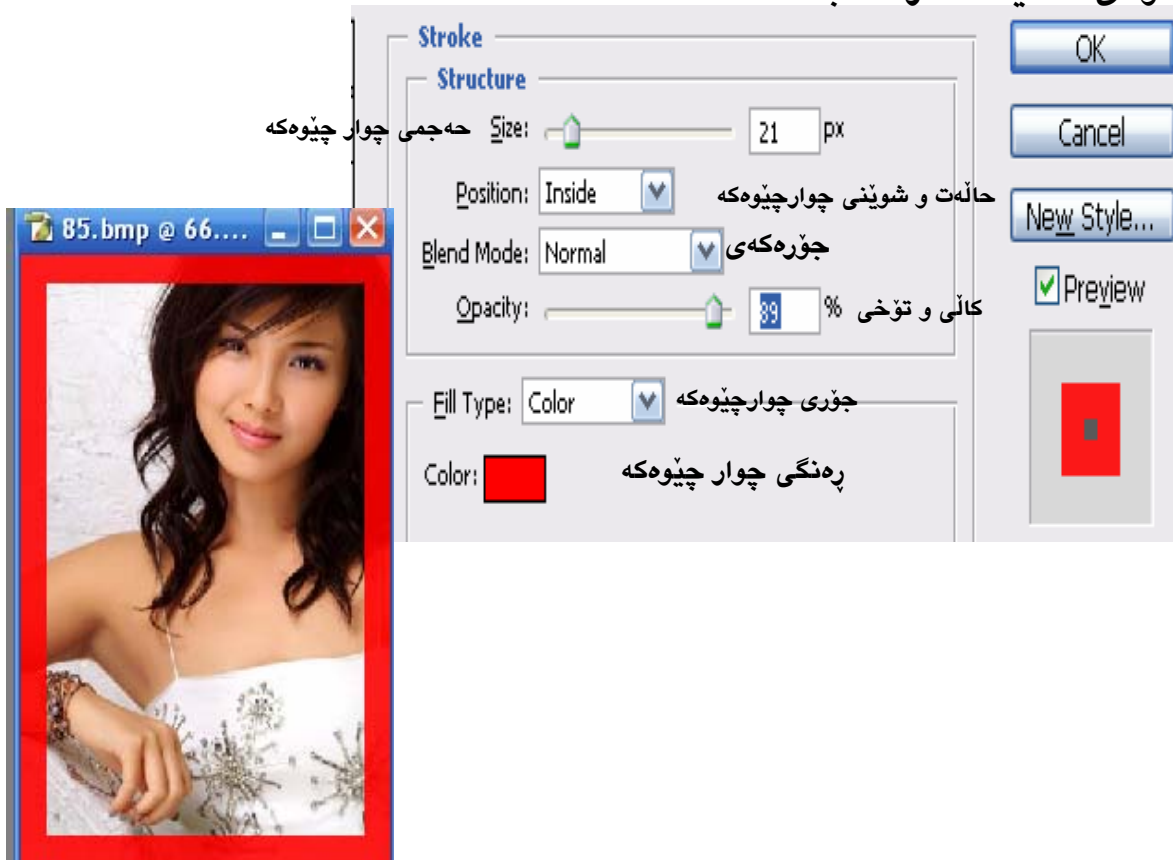 Stroke
OK
Structure
حەجمی چوار چێوەکە Size: 21 px
Cancel
Position: Inside حاڵەت و شوێنی چوارچێوەکە
New Style...
85.bmp @ 66....
Blend Mode: Normal جۆرەکەی
Preview
Opacity: 89 % کاڵی و تۆخی
Fill Type: Color جۆری چوارچێوەکە
Color: ڕەنگی چوار چێوەکە